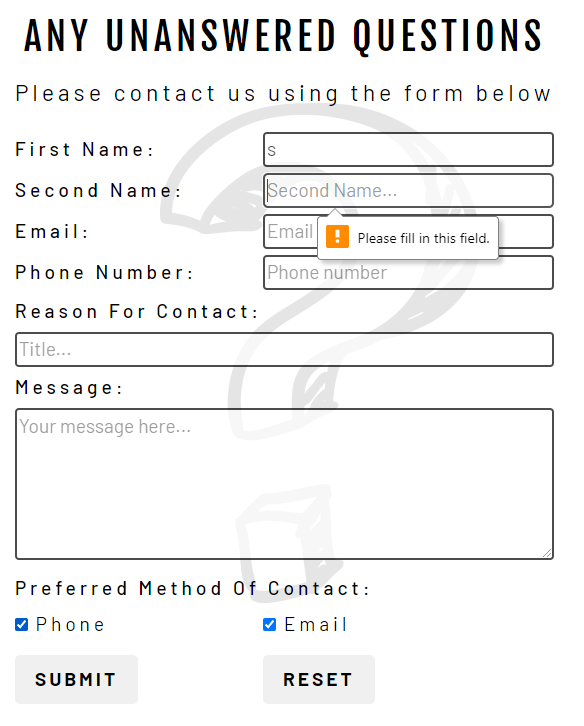 ANY UNANSWERED QUESTIONS
Please contact us using the form below
First Name: s
Second Name: Second Name...
Email: Email
Please fill in this field.
Phone Number: Phone number
Reason For Contact:
Title...
Message:
Your message here...
Preferred Method Of Contact:
Phone Email
SUBMIT RESET